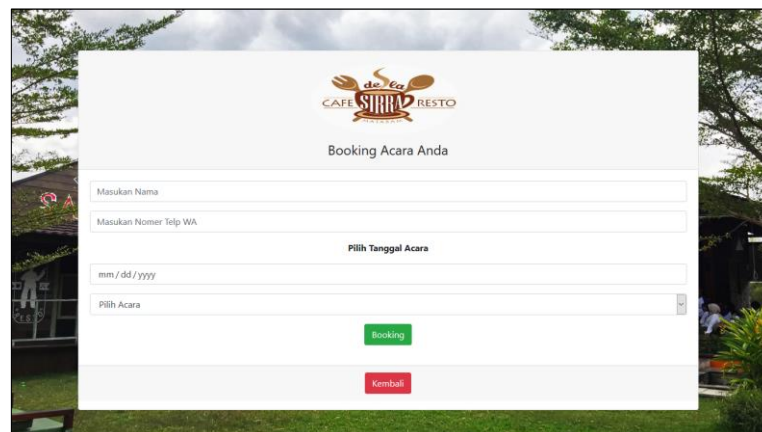 de la
CAFE SIRRA RESTO
Booking Acara Anda
Masukan Nama
Masukan Nomer Telp WA
Pilih Tanggal Acara
mm/dd/yyyy
Pilih Acara
Booking
Kembali